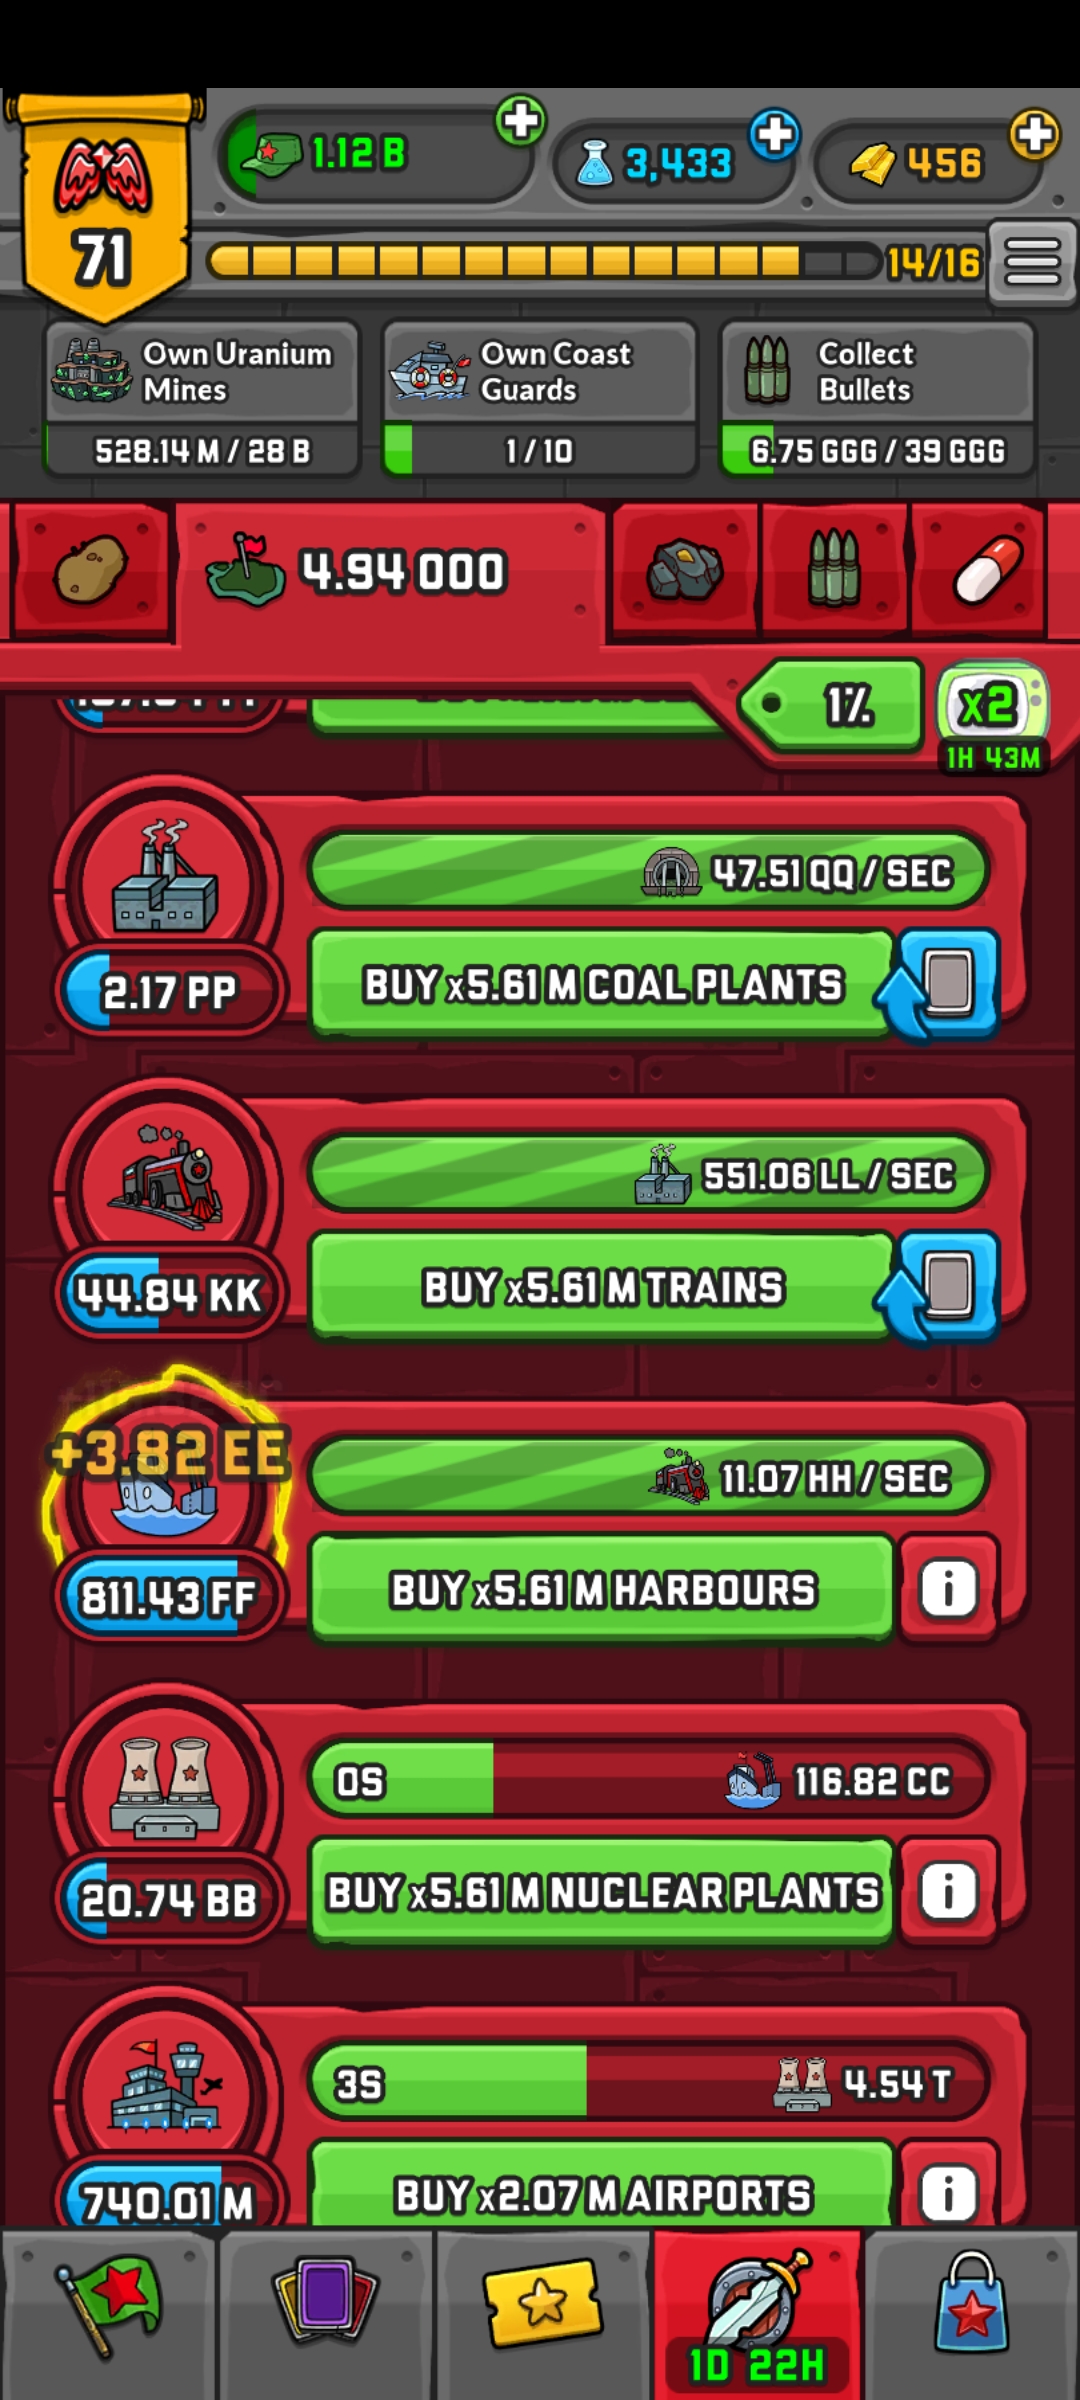 1.12 B
3,433
456
71
14/16
Own Uranium
Mines
528.14 M / 28 B
Own Coast
Guards
1 / 10
Collect
Bullets
6.75 GGG / 39 GGG
4.94 000
1%
x2
1H 43M
47.51 QQ / SEC
2.17 PP
BUY x5.61 M COAL PLANTS
551.06 LL / SEC
44.84 KK
BUY x5.61 M TRAINS
+3.82 EE
11.07 HH / SEC
811.43 FF
BUY x5.61 M HARBOURS
i
0S
116.82 CC
20.74 BB
BUY x5.61 M NUCLEAR PLANTS
i
3S
4.54 T
740.01 M
BUY x2.07 M AIRPORTS
i
1D 22H